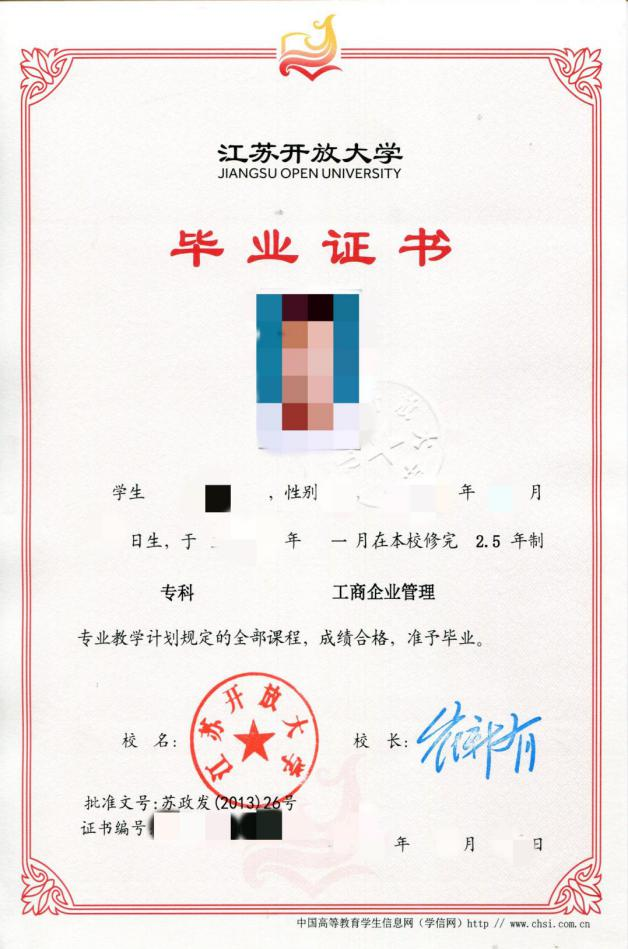 江苏开放大学
JIANGSU OPEN UNIVERSITY
毕业证书
学生 ，性别 ， 年 月
日生，于 年 一月在本校修完 2.5 年制
专科 工商企业管理
专业教学计划规定的全部课程，成绩合格，准予毕业。
校 名： 江苏开放大学 校 长：
批准文号：苏政发(2013)26号
证书编号
年 月 日
中国高等教育学生信息网（学信网）http://www.chsi.com.cn